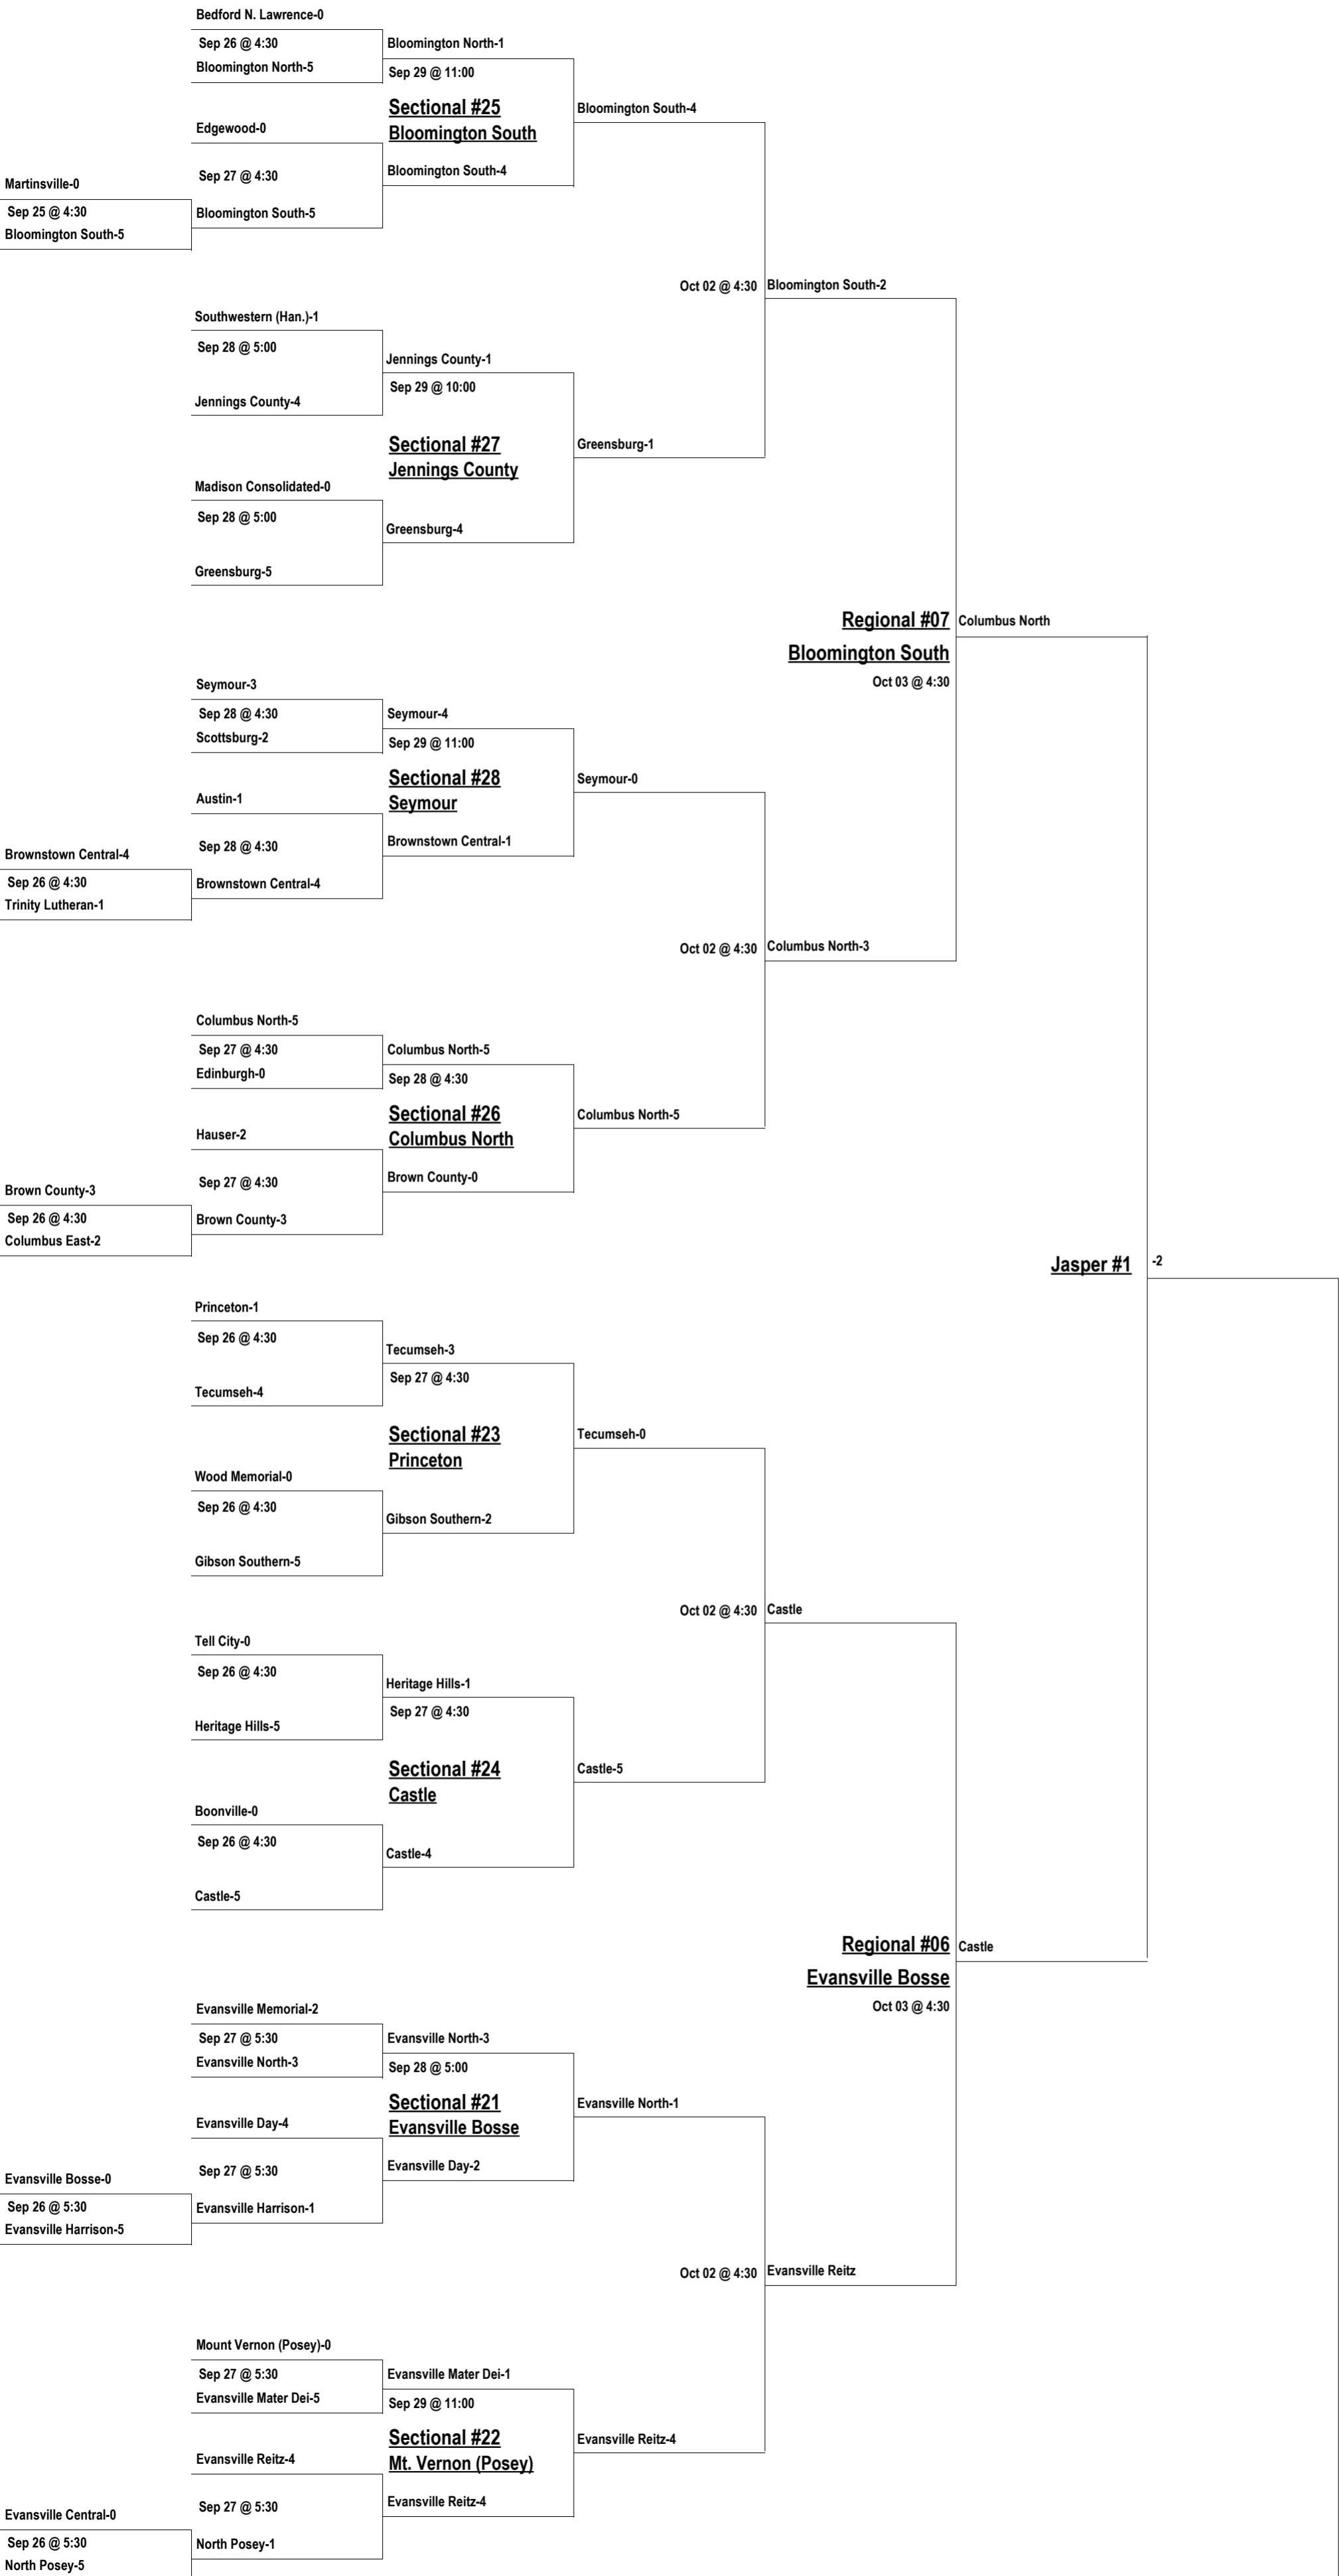 Bedford N. Lawrence-0
Sep 26 @ 4:30
Bloomington North-5
Bloomington North-1
Sep 29 @ 11:00
Sectional #25
Bloomington South
Edgewood-0
Sep 27 @ 4:30
Bloomington South-5
Martinsville-0
Sep 25 @ 4:30
Bloomington South-5
Bloomington South-4
Bloomington South-4
Oct 02 @ 4:30
Bloomington South-2
Southwestern (Han.)-1
Sep 28 @ 5:00
Jennings County-4
Jennings County-1
Sep 29 @ 10:00
Sectional #27
Jennings County
Greensburg-1
Madison Consolidated-0
Sep 28 @ 5:00
Greensburg-5
Greensburg-4
Regional #07
Bloomington South
Oct 03 @ 4:30
Columbus North
Seymour-3
Sep 28 @ 4:30
Scottsburg-2
Seymour-4
Sep 29 @ 11:00
Sectional #28
Seymour
Seymour-0
Austin-1
Sep 28 @ 4:30
Brownstown Central-4
Brownstown Central-1
Brownstown Central-4
Sep 26 @ 4:30
Trinity Lutheran-1
Oct 02 @ 4:30
Columbus North-3
Columbus North-5
Sep 27 @ 4:30
Edinburgh-0
Columbus North-5
Sep 28 @ 4:30
Sectional #26
Columbus North
Columbus North-5
Hauser-2
Sep 27 @ 4:30
Brown County-3
Brown County-0
Brown County-3
Sep 26 @ 4:30
Columbus East-2
Jasper #1
-2
Princeton-1
Sep 26 @ 4:30
Tecumseh-4
Tecumseh-3
Sep 27 @ 4:30
Sectional #23
Princeton
Tecumseh-0
Wood Memorial-0
Sep 26 @ 4:30
Gibson Southern-5
Gibson Southern-2
Oct 02 @ 4:30
Castle
Tell City-0
Sep 26 @ 4:30
Heritage Hills-5
Heritage Hills-1
Sep 27 @ 4:30
Sectional #24
Castle
Castle-5
Boonville-0
Sep 26 @ 4:30
Castle-5
Castle-4
Regional #06
Evansville Bosse
Oct 03 @ 4:30
Castle
Evansville Memorial-2
Sep 27 @ 5:30
Evansville North-3
Evansville North-3
Sep 28 @ 5:00
Sectional #21
Evansville Bosse
Evansville North-1
Evansville Day-4
Sep 27 @ 5:30
Evansville Harrison-1
Evansville Day-2
Evansville Bosse-0
Sep 26 @ 5:30
Evansville Harrison-5
Oct 02 @ 4:30
Evansville Reitz
Mount Vernon (Posey)-0
Sep 27 @ 5:30
Evansville Mater Dei-5
Evansville Mater Dei-1
Sep 29 @ 11:00
Sectional #22
Mt. Vernon (Posey)
Evansville Reitz-4
Evansville Reitz-4
Sep 27 @ 5:30
North Posey-1
Evansville Reitz-4
Evansville Central-0
Sep 26 @ 5:30
North Posey-5